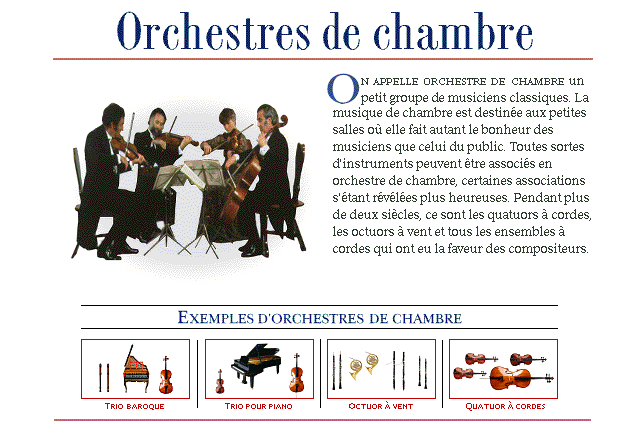 Orchestres de chambre
ON APPELLE ORCHESTRE DE CHAMBRE un
petit groupe de musiciens classiques. La
musique de chambre est destinée aux petites
salles où elle fait autant le bonheur des
musiciens que celui du public. Toutes sortes
d'instruments peuvent être associés en
orchestre de chambre, certaines associations
s'étant révélées plus heureuses. Pendant plus
de deux siècles, ce sont les quatuors à cordes,
les octuors à vent et tous les ensembles à
cordes qui ont eu la faveur des compositeurs.
EXEMPLES D'ORCHESTRES DE CHAMBRE
TRIO BAROQUE
TRIO POUR PIANO
OCTUOR À VENT
QUATUOR À CORDES